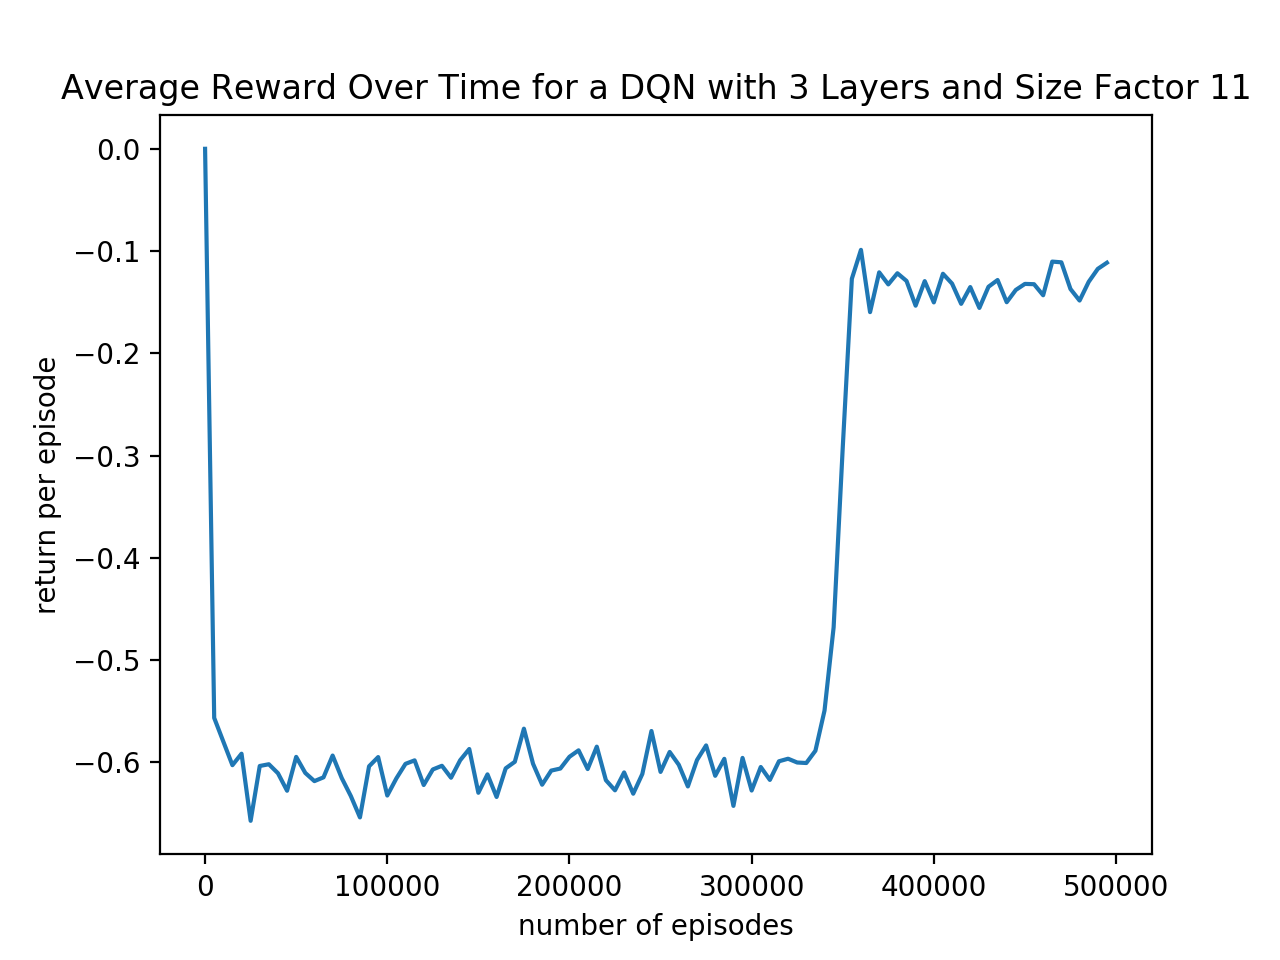 Average Reward Over Time for a DQN with 3 Layers and Size Factor 11
0.0
−0.1
−0.2
−0.3
−0.4
−0.5
−0.6
return per episode
0 100000 200000 300000 400000 500000
number of episodes